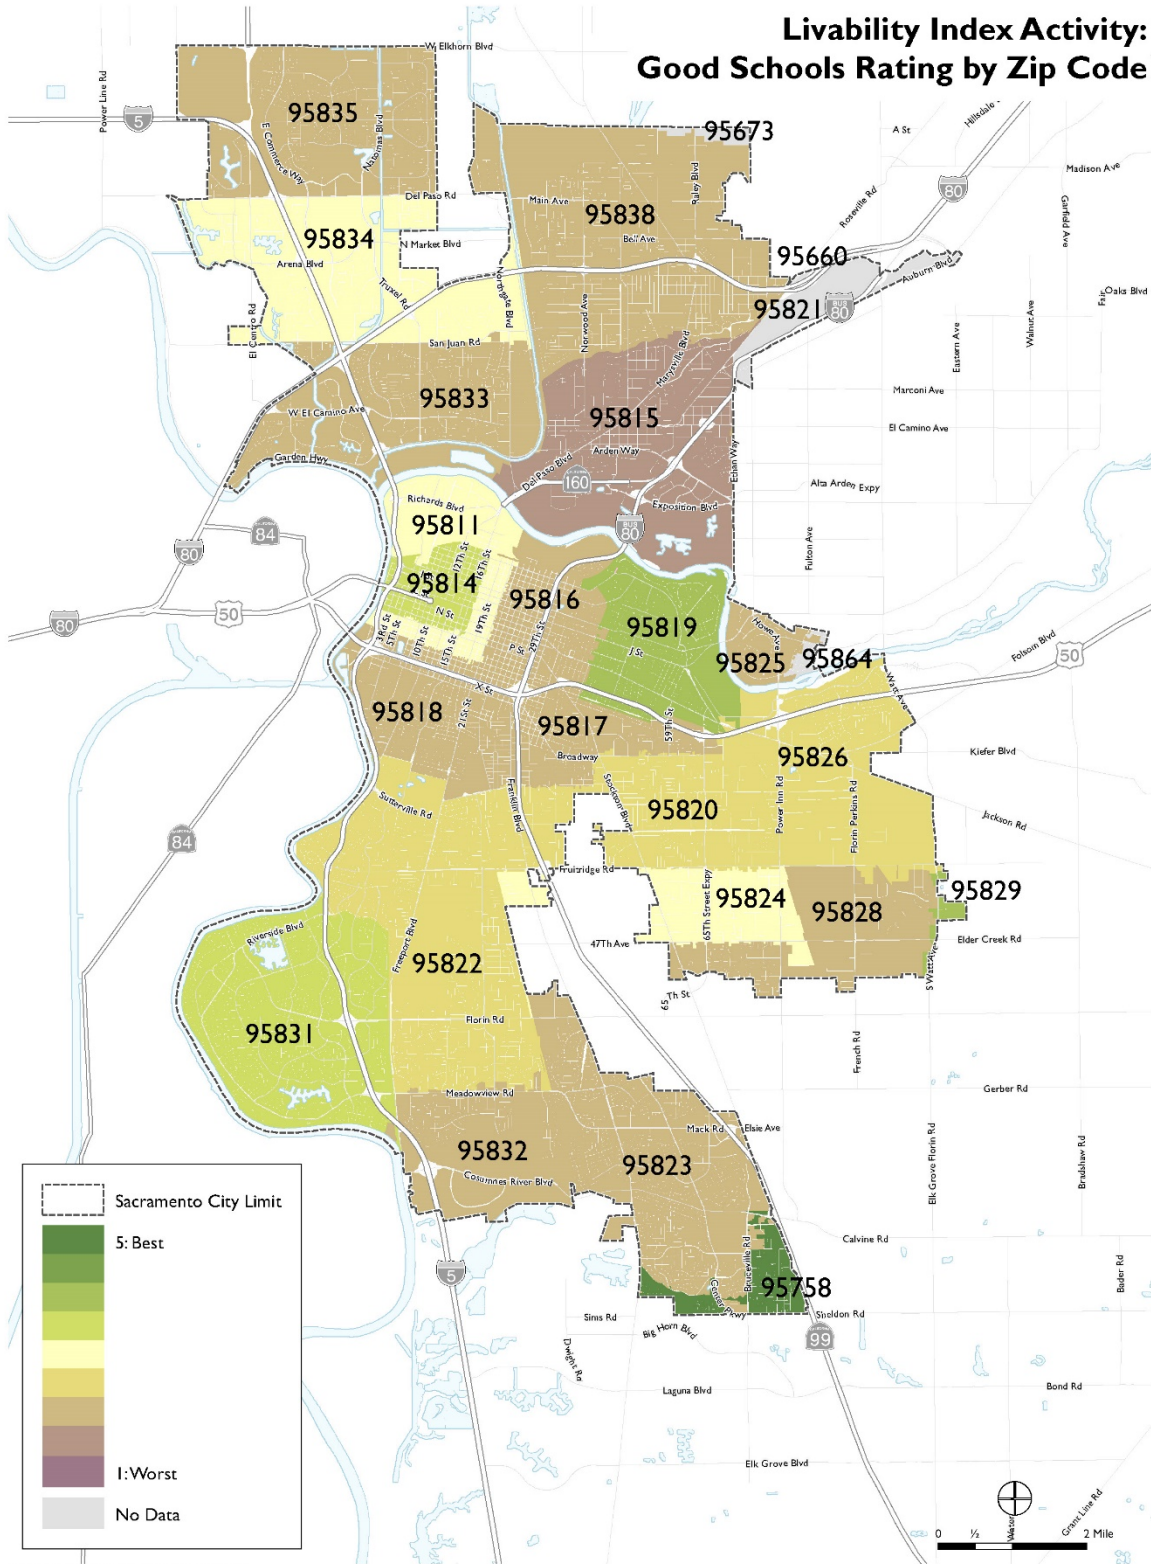 Livability Index Activity:
Good Schools Rating by Zip Code
W Elkhorn Blvd
Power Line Rd
95835
5
E Commerce Way
Natomas Blvd
95673
A St
Raley Blvd
Roseville Rd
80
Madison Ave
Garfield Ave
Del Paso Rd
Main Ave
95838
Bell Ave
95834
N Market Blvd
Arena Blvd
Truxel Rd
Northgate Blvd
95660
Auburn Blvd
95821
BUS
80
Oaks Blvd
Fair
El Centro Rd
Norwood Ave
Marysville Blvd
Eastern Ave
Walnut Ave
San Juan Rd
95833
W El Camino Ave
Garden Hwy
95815
Marconi Ave
El Camino Ave
Arden Way
Del Paso Blvd
160
Ethan Way
Alta Arden Expy
Exposition Blvd
BUS
80
Richards Blvd
95811
84
80
Fulton Ave
12Th St
16Th St
95814
N St
50
80
3Rd St
5Th St
10Th St
15Th St
19Th St
95816
P St
29Th St
95819
J St
Howe Ave
95825
95864
Folsom Blvd
50
Watt Ave
X St
95818
21St St
95817
59Th St
Broadway
95826
Kiefer Blvd
Sutterville Rd
Franklin Blvd
Stockton Blvd
95820
Power Inn Rd
Florin Perkins Rd
Jackson Rd
84
Fruitridge Rd
95824
65Th Street Expy
95828
95829
Riverside Blvd
Freeport Blvd
95822
47Th Ave
Elder Creek Rd
S Watt Ave
65
Th St
95831
Florin Rd
French Rd
Meadowview Rd
Gerber Rd
Mack Rd
Elsie Ave
95832
95823
Elk Grove Florin Rd
Bradshaw Rd
Cosumnes River Blvd
Bruceville Rd
Calvine Rd
Bader Rd
5
95758
Center Pkwy
Sheldon Rd
Sims Rd
Big Horn Blvd
99
Dwight Rd
Laguna Blvd
Bond Rd
Elk Grove Blvd
Grant Line Rd
Water
0
½
2 Mile
Sacramento City Limit
5: Best
1: Worst
No Data